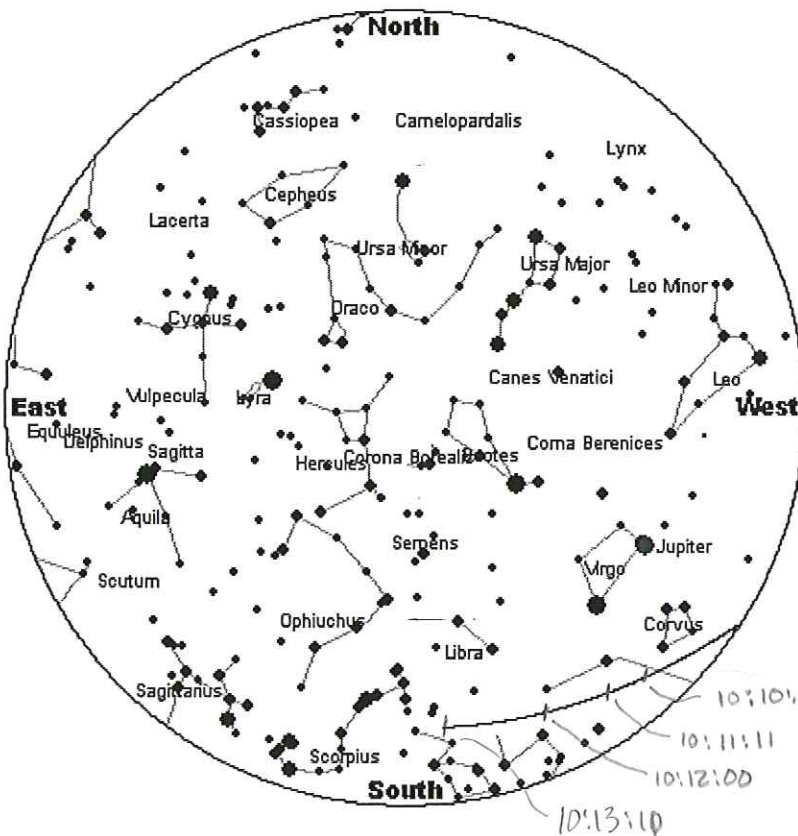 North
Cassiopea
Camelopardalis
Lynx
Cepheus
Lacerta
Ursa Minor
Ursa Major
Leo Minor
Draco
Cygnus
Canes Venatici
Leo
East
Vulpecula
Lyra
West
Equuleus
Delphinus
Sagitta
Hercules
Corona Borealis
Bootes
Coma Berenices
Aquila
Serpens
Jupiter
Virgo
Scutum
Ophiuchus
Corvus
Libra
Sagittarius
Scorpius
South
10:10
10:11:11
10:12:00
10:13:10